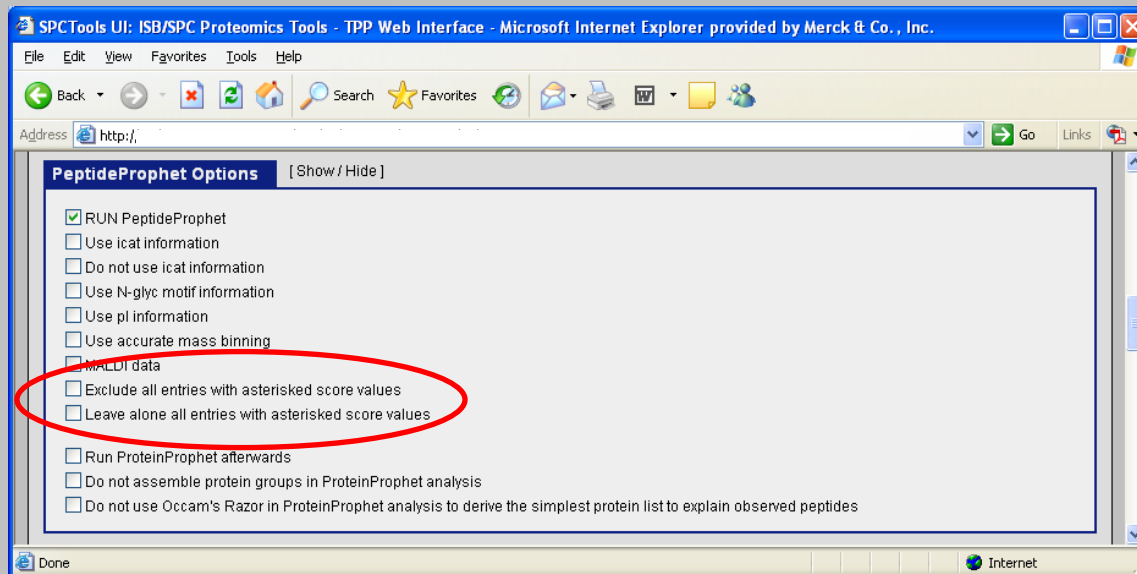 SPCTools UI: ISB/SPC Proteomics Tools - TPP Web Interface - Microsoft Internet Explorer provided by Merck & Co., Inc.
File Edit View Favorites Tools Help
Back Search Favorites
Address http:/ Go Links
PeptideProphet Options [ Show / Hide ]
RUN PeptideProphet
Use icat information
Do not use icat information
Use N-glyc motif information
Use pI information
Use accurate mass binning
MALDI data
Exclude all entries with asterisked score values
Leave alone all entries with asterisked score values
Run ProteinProphet afterwards
Do not assemble protein groups in ProteinProphet analysis
Do not use Occam's Razor in ProteinProphet analysis to derive the simplest protein list to explain observed peptides
Done Internet